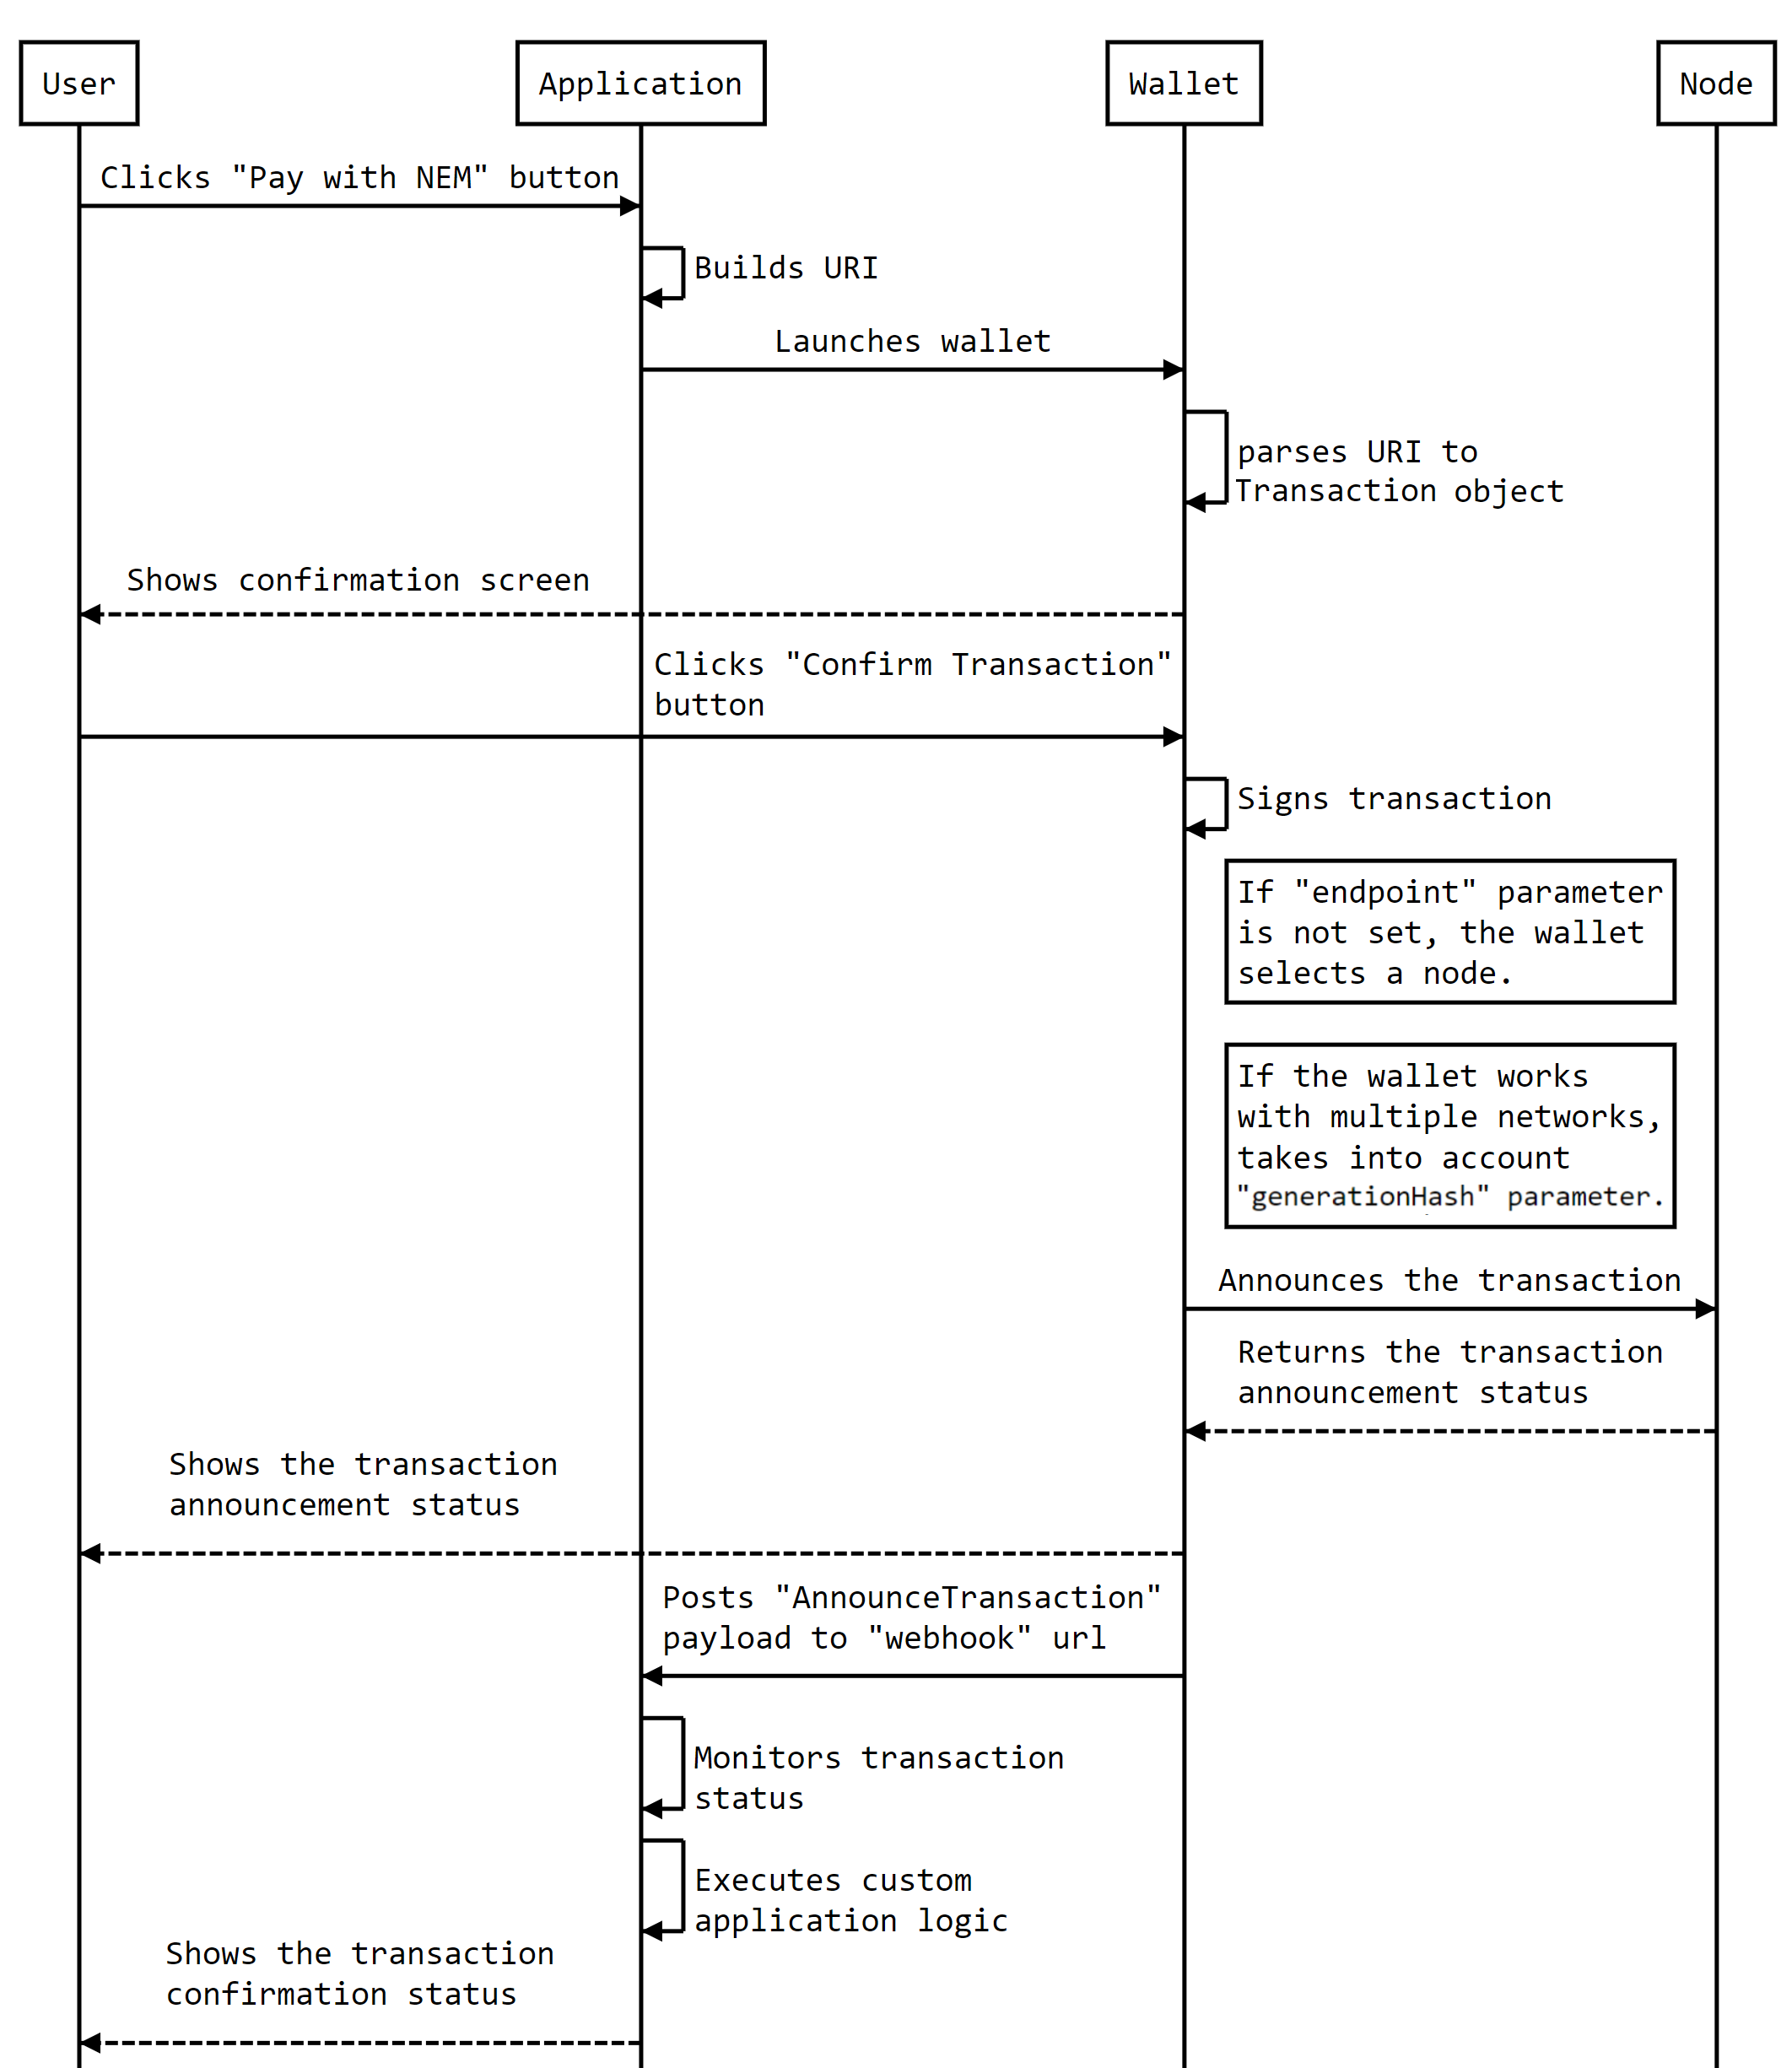 User
Application
Wallet
Node
Clicks "Pay with NEM" button
Builds URI
Launches wallet
parses URI to
Transaction object
Shows confirmation screen
Clicks "Confirm Transaction"
button
Signs transaction
If "endpoint" parameter
is not set, the wallet
selects a node.
If the wallet works
with multiple networks,
takes into account
"generationHash" parameter.
Announces the transaction
Returns the transaction
announcement status
Shows the transaction
announcement status
Posts "AnnounceTransaction"
payload to "webhook" url
Monitors transaction
status
Executes custom
application logic
Shows the transaction
confirmation status